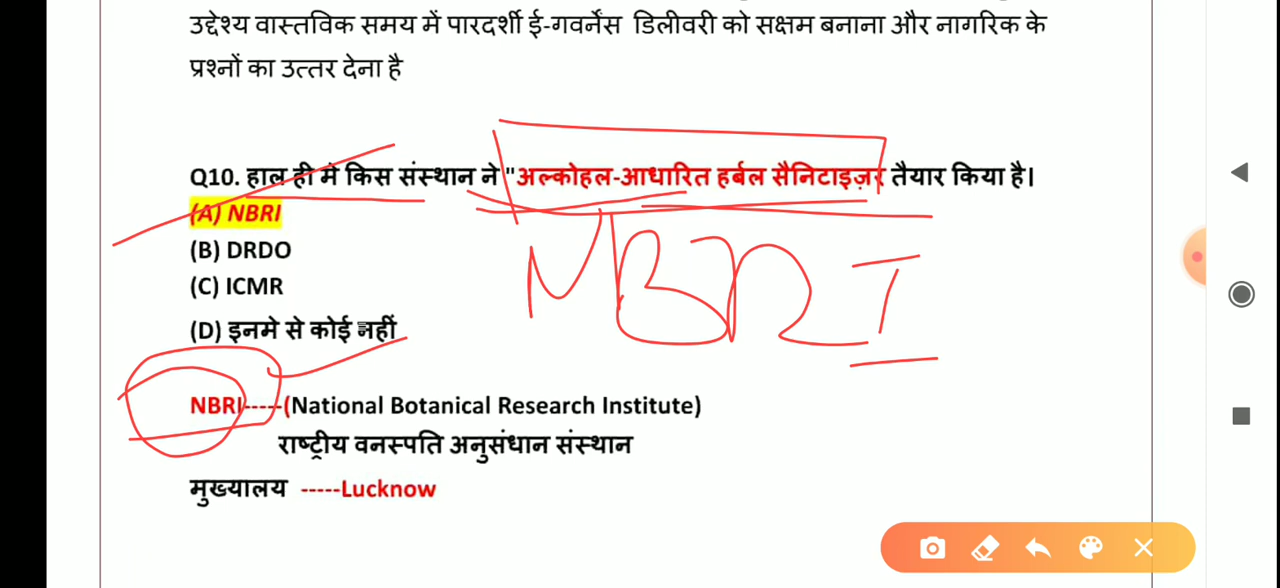 उद्देश्य वास्तविक समय में पारदर्शी ई-गवर्नेंस डिलीवरी को सक्षम बनाना और नागरिक के
प्रश्नों का उत्तर देना है
Q10. हाल ही मे किस संस्थान ने "अल्कोहल-आधारित हर्बल सैनिटाइज़र तैयार किया है।
(A) NBRI
(B) DRDO
(C) ICMR
(D) इनमे से कोई नहीं
NBRI
NBRI-----(National Botanical Research Institute)
राष्ट्रीय वनस्पति अनुसंधान संस्थान
मुख्यालय -----Lucknow